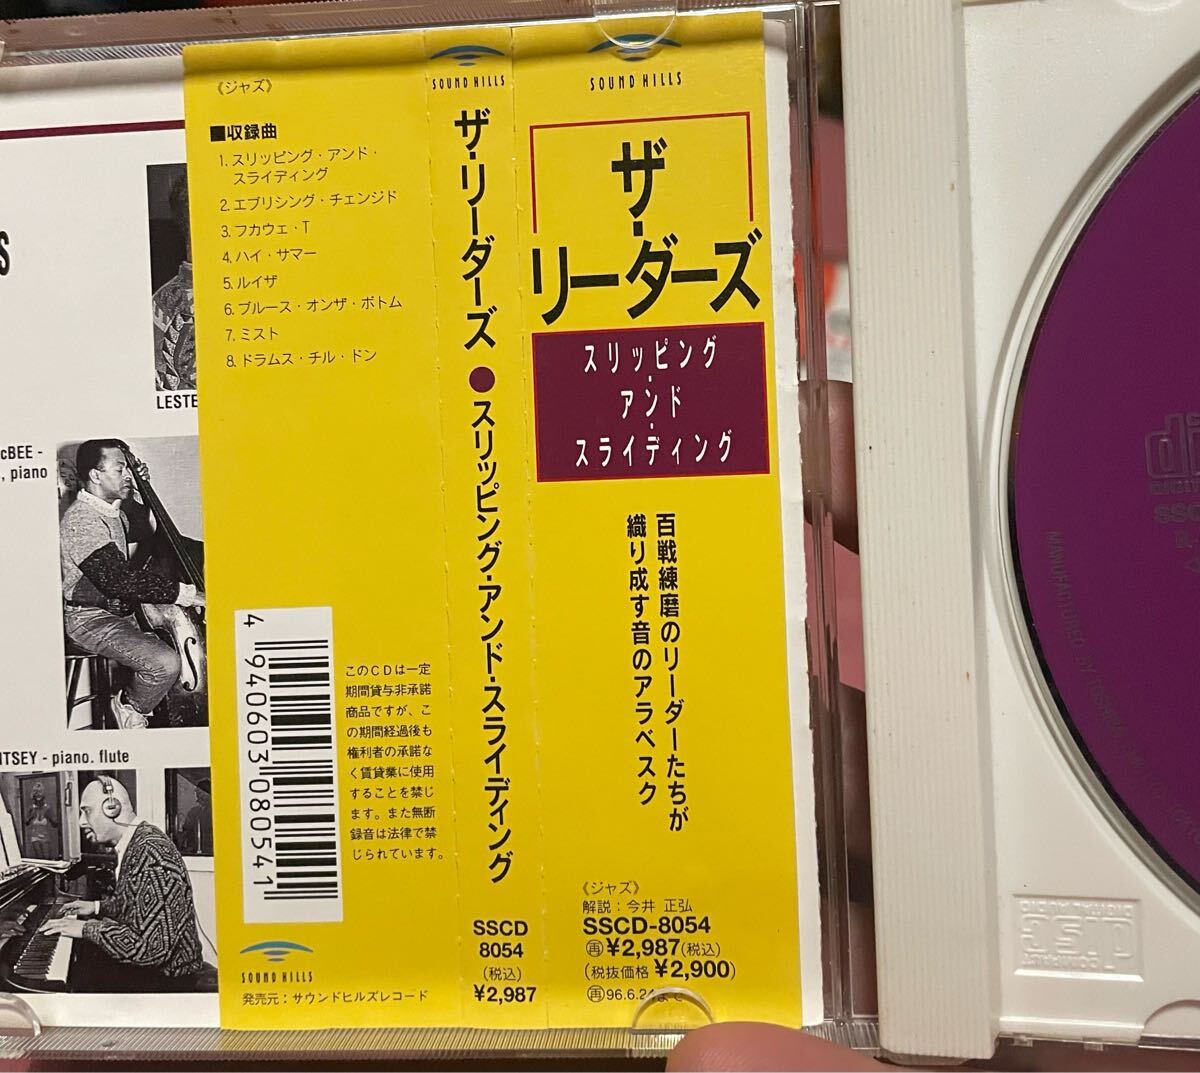 S
LESTE
cBEE -
, piano
ITSEY - piano. flute
《ジャズ》
■収録曲
1. スリッピング・アンド・
スライディング
2. エブリシング・チェンジド
3. フカウェ・T
4. ハイ・サマー
5. ルイザ
6. ブルース・オンザ・ボトム
7. ミスト
8. ドラムス・チル・ドン
4 940603 080541
このCDは一定
期間貸与非承諾
商品ですが、こ
の期間経過後も
権利者の承諾な
く賃貸業に使用
することを禁じ
ます。また無断
録音は法律で禁
じられています。
SOUND HILLS
発売元：サウンドヒルズレコード
SOUND HILLS
ザ・リーダーズ●スリッピング・アンド・スライディング
SSCD
8054
(税込)
¥2,987
SOUND HILLS
ザ・
リーダーズ
スリッピング・
アンド・
スライディング
百戦練磨のリーダーたちが
織り成す音のアラベスク
《ジャズ》
解説：今井 正弘
SSCD-8054
再¥2,987(税込)
(税抜価格 ¥2,900)
再96.6.24まで
MANUFACTURED BY TOSHI